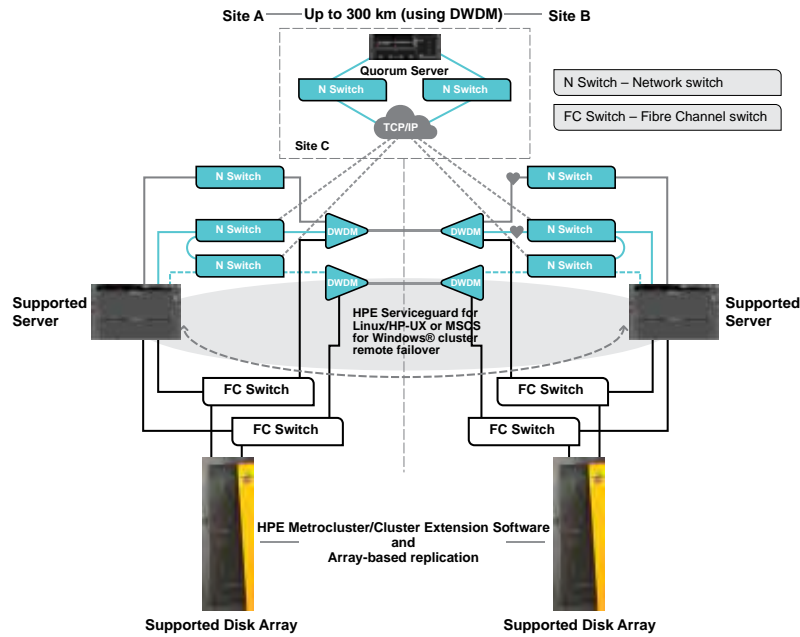 Site A
Up to 300 km (using DWDM)
Site B
Quorum Server
N Switch
N Switch
TCP/IP
Site C
N Switch – Network switch
FC Switch – Fibre Channel switch
N Switch
N Switch
N Switch
N Switch
DWDM
DWDM
N Switch
N Switch
DWDM
DWDM
Supported
Server
HPE Serviceguard for
Linux/HP-UX or MSCS
for Windows® cluster
remote failover
Supported
Server
FC Switch
FC Switch
FC Switch
FC Switch
HPE Metrocluster/Cluster Extension Software
and
Array-based replication
Supported Disk Array
Supported Disk Array